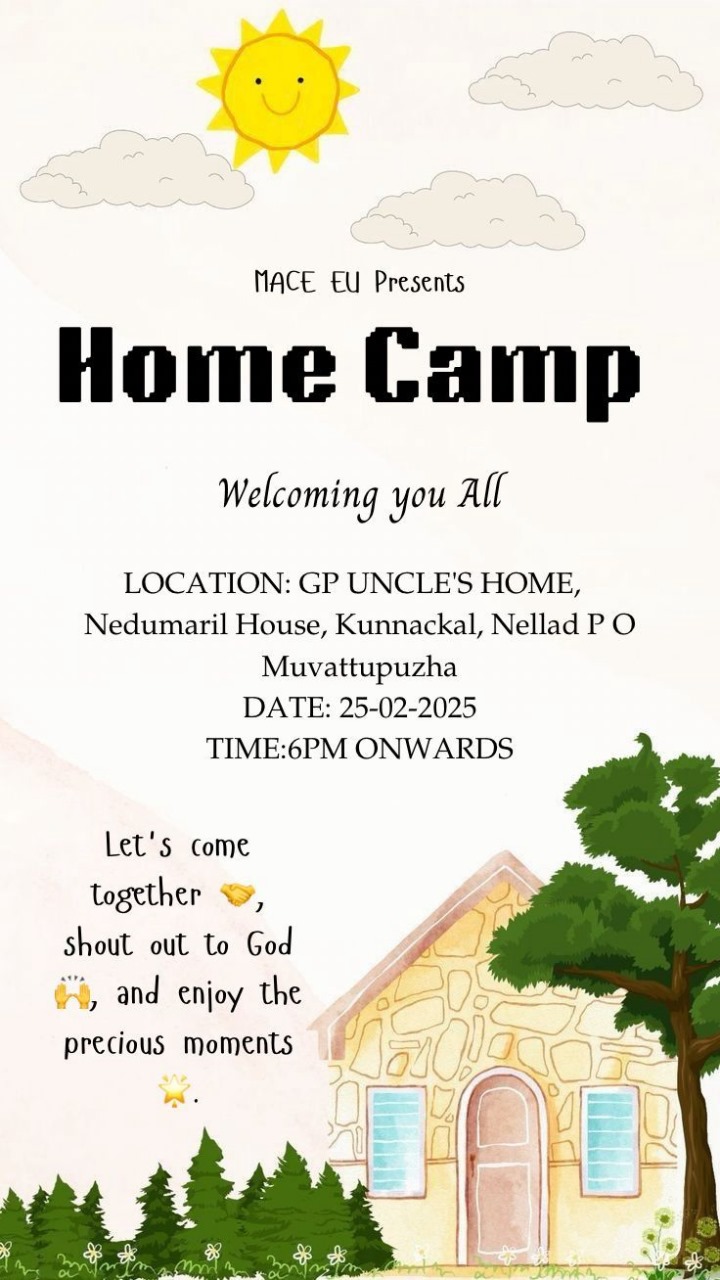 MACE EU Presents
Home Camp
Welcoming you All
LOCATION: GP UNCLE'S HOME,
Nedumaril House, Kunnackal, Nellad P O
Muvattupuzha
DATE: 25-02-2025
TIME:6PM ONWARDS
Let's come
together 🤝,
shout out to God
🙌, and enjoy the
precious moments
🌟.